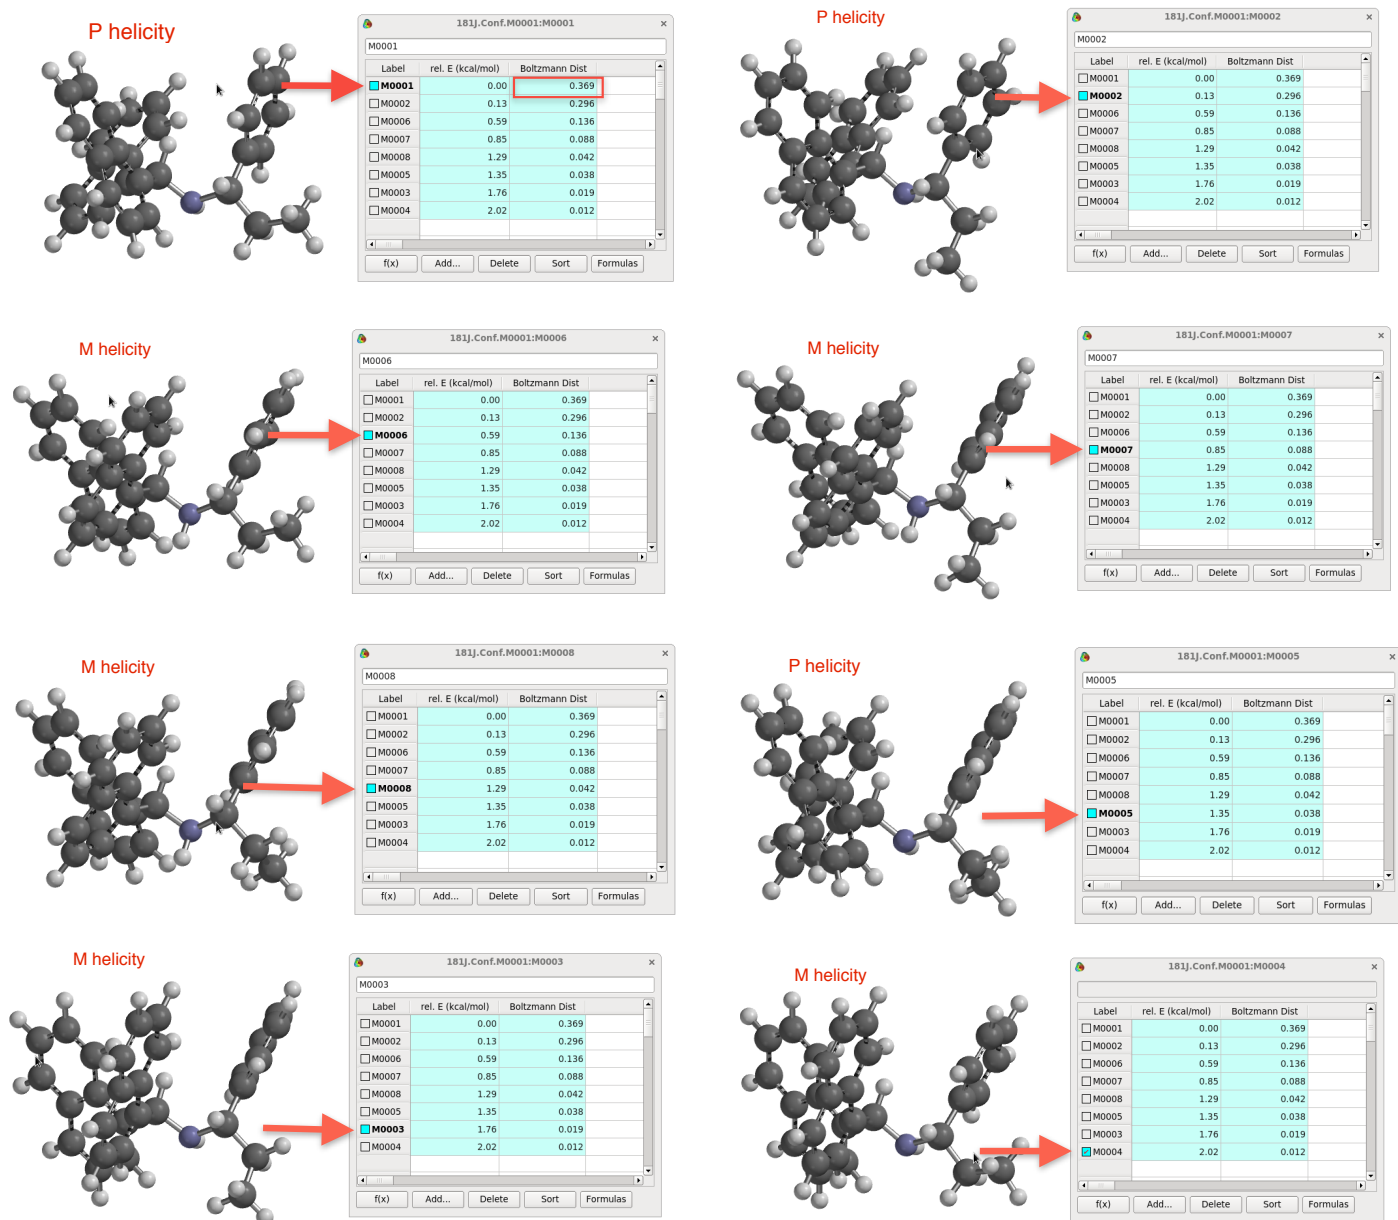 P helicity
181J.Conf.M0001:M0001 ×
M0001
Label rel. E (kcal/mol) Boltzmann Dist
M0001 0.00 0.369
M0002 0.13 0.296
M0006 0.59 0.136
M0007 0.85 0.088
M0008 1.29 0.042
M0005 1.35 0.038
M0003 1.76 0.019
M0004 2.02 0.012
f(x) Add... Delete Sort Formulas
P helicity
181J.Conf.M0001:M0002 ×
M0002
Label rel. E (kcal/mol) Boltzmann Dist
M0001 0.00 0.369
M0002 0.13 0.296
M0006 0.59 0.136
M0007 0.85 0.088
M0008 1.29 0.042
M0005 1.35 0.038
M0003 1.76 0.019
M0004 2.02 0.012
f(x) Add... Delete Sort Formulas
M helicity
181J.Conf.M0001:M0006 ×
M0006
Label rel. E (kcal/mol) Boltzmann Dist
M0001 0.00 0.369
M0002 0.13 0.296
M0006 0.59 0.136
M0007 0.85 0.088
M0008 1.29 0.042
M0005 1.35 0.038
M0003 1.76 0.019
M0004 2.02 0.012
f(x) Add... Delete Sort Formulas
M helicity
181J.Conf.M0001:M0007 ×
M0007
Label rel. E (kcal/mol) Boltzmann Dist
M0001 0.00 0.369
M0002 0.13 0.296
M0006 0.59 0.136
M0007 0.85 0.088
M0008 1.29 0.042
M0005 1.35 0.038
M0003 1.76 0.019
M0004 2.02 0.012
f(x) Add... Delete Sort Formulas
M helicity
181J.Conf.M0001:M0008 ×
M0008
Label rel. E (kcal/mol) Boltzmann Dist
M0001 0.00 0.369
M0002 0.13 0.296
M0006 0.59 0.136
M0007 0.85 0.088
M0008 1.29 0.042
M0005 1.35 0.038
M0003 1.76 0.019
M0004 2.02 0.012
f(x) Add... Delete Sort Formulas
P helicity
181J.Conf.M0001:M0005 ×
M0005
Label rel. E (kcal/mol) Boltzmann Dist
M0001 0.00 0.369
M0002 0.13 0.296
M0006 0.59 0.136
M0007 0.85 0.088
M0008 1.29 0.042
M0005 1.35 0.038
M0003 1.76 0.019
M0004 2.02 0.012
f(x) Add... Delete Sort Formulas
M helicity
181J.Conf.M0001:M0003 ×
M0003
Label rel. E (kcal/mol) Boltzmann Dist
M0001 0.00 0.369
M0002 0.13 0.296
M0006 0.59 0.136
M0007 0.85 0.088
M0008 1.29 0.042
M0005 1.35 0.038
M0003 1.76 0.019
M0004 2.02 0.012
f(x) Add... Delete Sort Formulas
M helicity
181J.Conf.M0001:M0004 ×
Label rel. E (kcal/mol) Boltzmann Dist
M0001 0.00 0.369
M0002 0.13 0.296
M0006 0.59 0.136
M0007 0.85 0.088
M0008 1.29 0.042
M0005 1.35 0.038
M0003 1.76 0.019
M0004 2.02 0.012
f(x) Add... Delete Sort Formulas